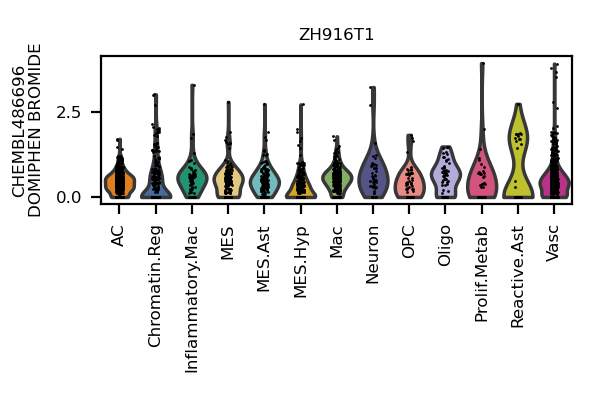 ZH916T1
CHEMBL486696
DOMIPHEN BROMIDE
2.5
0.0
AC
Chromatin.Reg
Inflammatory.Mac
MES
MES.Ast
MES.Hyp
Mac
Neuron
OPC
Oligo
Prolif.Metab
Reactive.Ast
Vasc